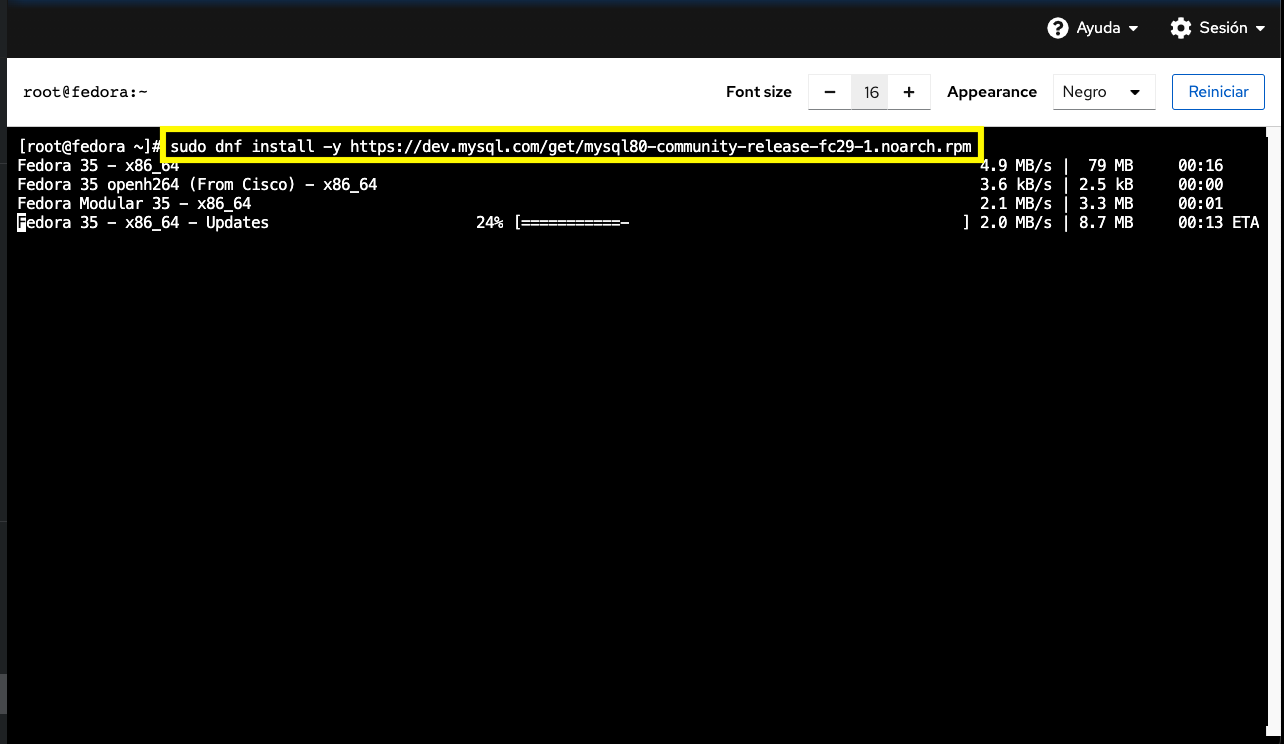 Ayuda
Sesión
root@fedora:~
Font size
16
Appearance
Negro
Reiniciar
[root@fedora ~]# sudo dnf install -y https://dev.mysql.com/get/mysql80-community-release-fc29-1.noarch.rpm
Fedora 35 - x86_64 4.9 MB/s | 79 MB 00:16
Fedora 35 openh264 (From Cisco) - x86_64 3.6 kB/s | 2.5 kB 00:00
Fedora Modular 35 - x86_64 2.1 MB/s | 3.3 MB 00:01
Fedora 35 - x86_64 - Updates 24% [===========- ] 2.0 MB/s | 8.7 MB 00:13 ETA